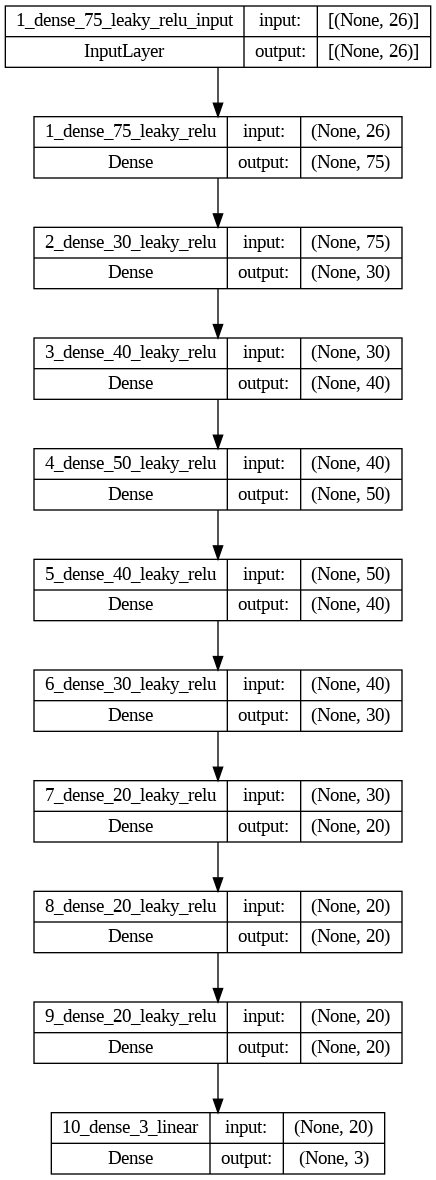 1_dense_75_leaky_relu_input input: [(None, 26)]
InputLayer output: [(None, 26)]
1_dense_75_leaky_relu input: (None, 26)
Dense output: (None, 75)
2_dense_30_leaky_relu input: (None, 75)
Dense output: (None, 30)
3_dense_40_leaky_relu input: (None, 30)
Dense output: (None, 40)
4_dense_50_leaky_relu input: (None, 40)
Dense output: (None, 50)
5_dense_40_leaky_relu input: (None, 50)
Dense output: (None, 40)
6_dense_30_leaky_relu input: (None, 40)
Dense output: (None, 30)
7_dense_20_leaky_relu input: (None, 30)
Dense output: (None, 20)
8_dense_20_leaky_relu input: (None, 20)
Dense output: (None, 20)
9_dense_20_leaky_relu input: (None, 20)
Dense output: (None, 20)
10_dense_3_linear input: (None, 20)
Dense output: (None, 3)